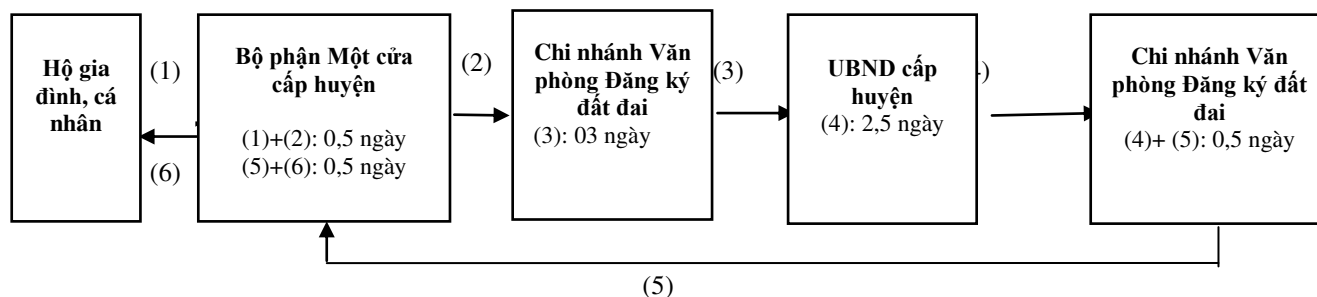 Hộ gia
đình, cá
nhân
(1)
(6)
Bộ phận Một cửa
cấp huyện
(1)+(2): 0,5 ngày
(5)+(6): 0,5 ngày
(2)
Chi nhánh Văn
phòng Đăng ký
đất đai
(3): 03 ngày
(3)
UBND cấp
huyện
(4): 2,5 ngày
Chi nhánh Văn
phòng Đăng ký đất
đai
(4)+ (5): 0,5 ngày
(5)